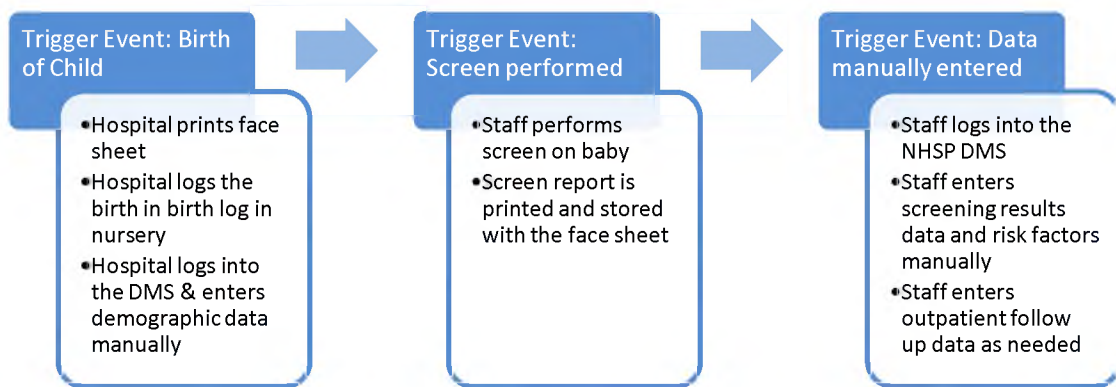 Trigger Event: Birth
of Child
•Hospital prints face
sheet
•Hospital logs the
birth in birth log in
nursery
•Hospital logs into
the DMS & enters
demographic data
manually
Trigger Event:
Screen performed
•Staff performs
screen on baby
•Screen report is
printed and stored
with the face sheet
Trigger Event: Data
manually entered
•Staff logs into the
NHSP DMS
•Staff enters
screening results
data and risk factors
manually
•Staff enters
outpatient follow
up data as needed